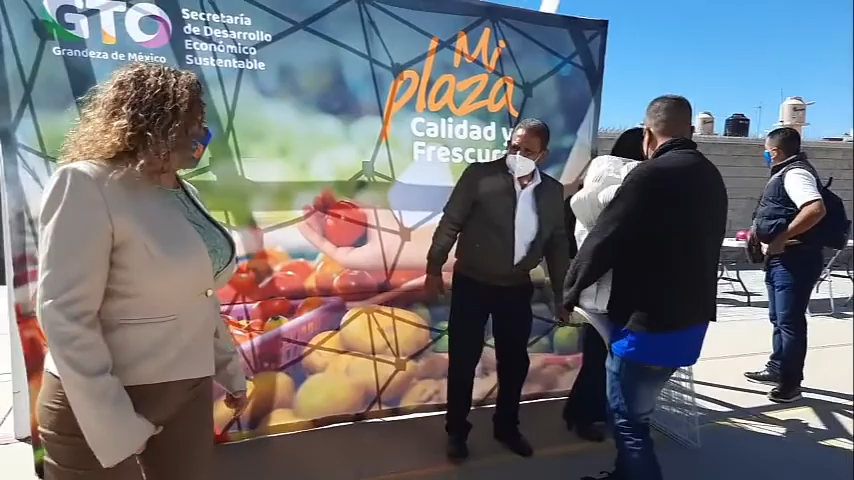 GTO
Grandeza de México
Secretaría
de Desarrollo
Económico
Sustentable
Mi
plaza
Calidad y
Frescur